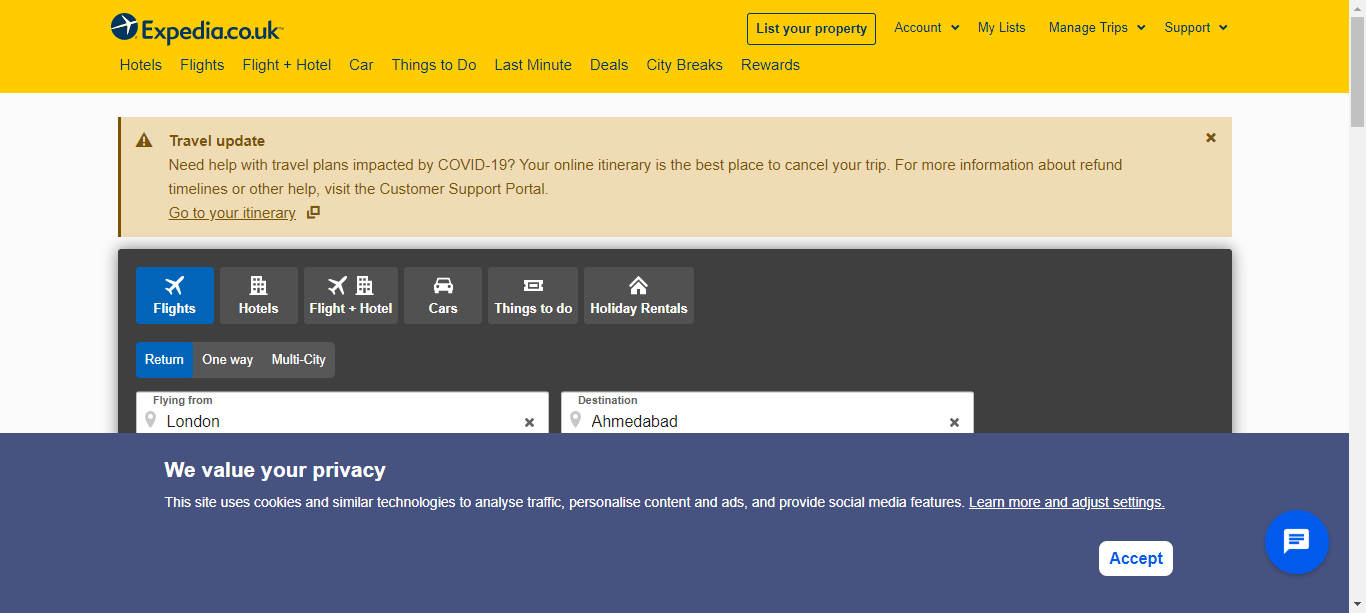 Expedia.co.uk
List your property
Account
My Lists
Manage Trips
Support
Hotels Flights Flight + Hotel Car Things to Do Last Minute Deals City Breaks Rewards
Travel update
Need help with travel plans impacted by COVID-19? Your online itinerary is the best place to cancel your trip. For more information about refund
timelines or other help, visit the Customer Support Portal.
Go to your itinerary
Flights
Hotels
Flight + Hotel
Cars
Things to do
Holiday Rentals
Return
One way
Multi-City
Flying from
London
Destination
Ahmedabad
We value your privacy
This site uses cookies and similar technologies to analyse traffic, personalise content and ads, and provide social media features. Learn more and adjust settings.
Accept